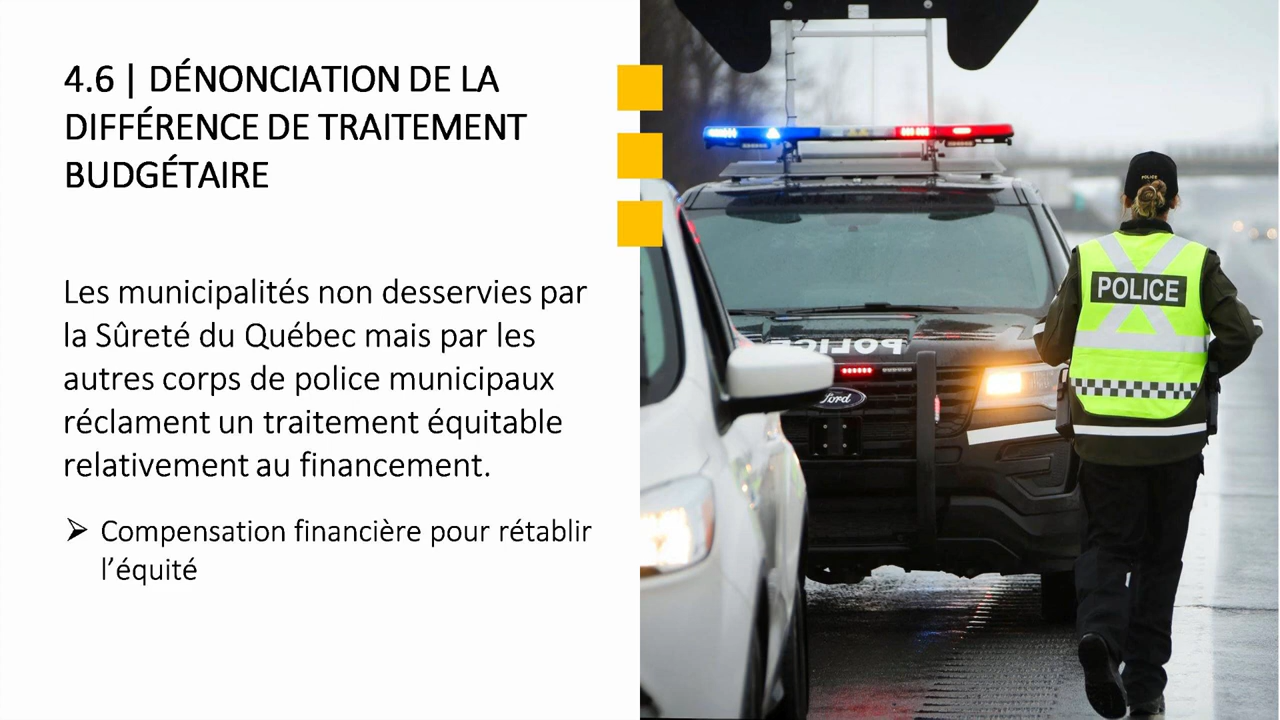 4.6 | DÉNONCIATION DE LA
DIFFÉRENCE DE TRAITEMENT
BUDGÉTAIRE
Les municipalités non desservies par
la Sûreté du Québec mais par les
autres corps de police municipaux
réclament un traitement équitable
relativement au financement.
➢ Compensation financière pour rétablir
l’équité
POLICE
POLICE
POLICE
Ford